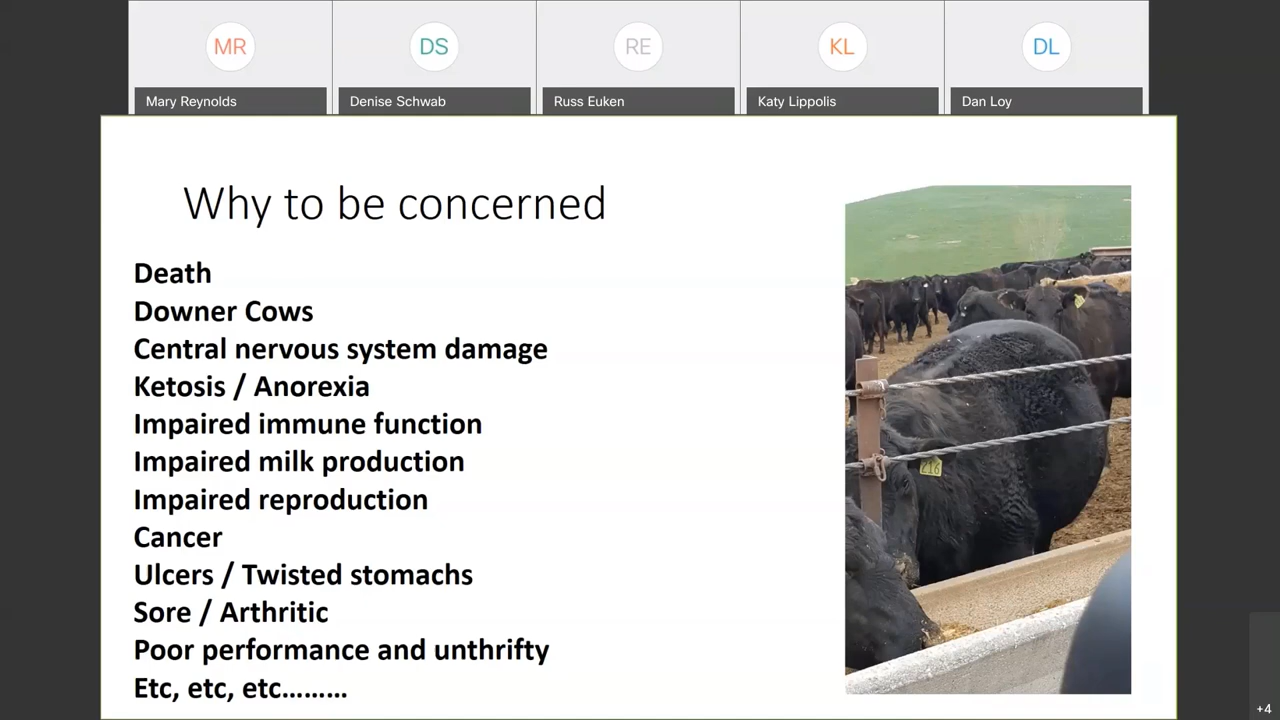 MR
DS
RE
KL
DL
Mary Reynolds
Denise Schwab
Russ Euken
Katy Lippolis
Dan Loy
Why to be concerned
Death
Downer Cows
Central nervous system damage
Ketosis / Anorexia
Impaired immune function
Impaired milk production
Impaired reproduction
Cancer
Ulcers / Twisted stomachs
Sore / Arthritic
Poor performance and unthrifty
Etc, etc, etc………
216
+4